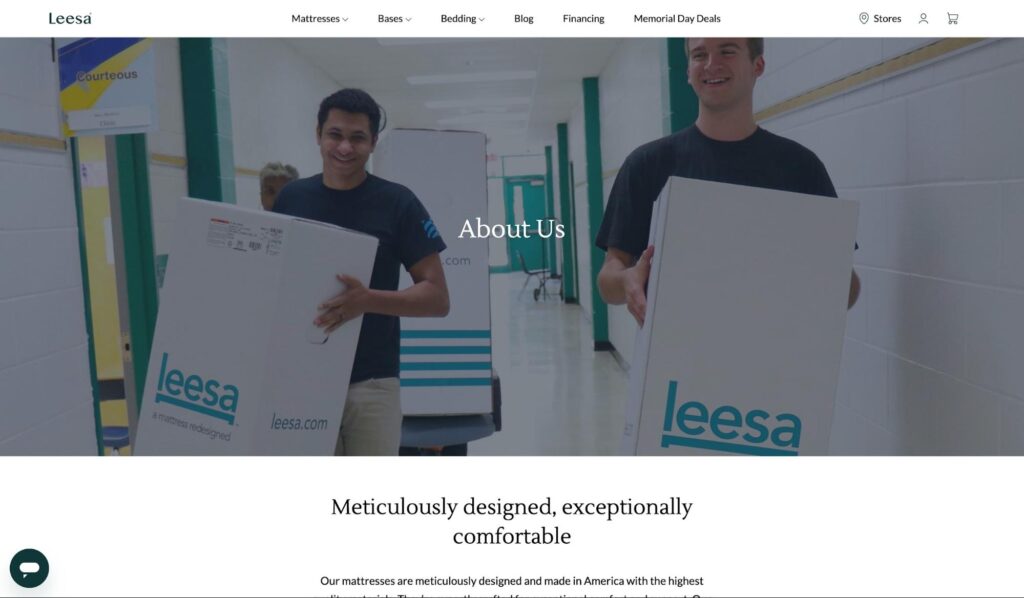 Leesa
Mattresses
Bases
Bedding
Blog
Financing
Memorial Day Deals
Stores
Courteous
About Us
.com
leesa
a mattress redesigned
leesa.com
leesa
Meticulously designed, exceptionally
comfortable
Our mattresses are meticulously designed and made in America with the highest